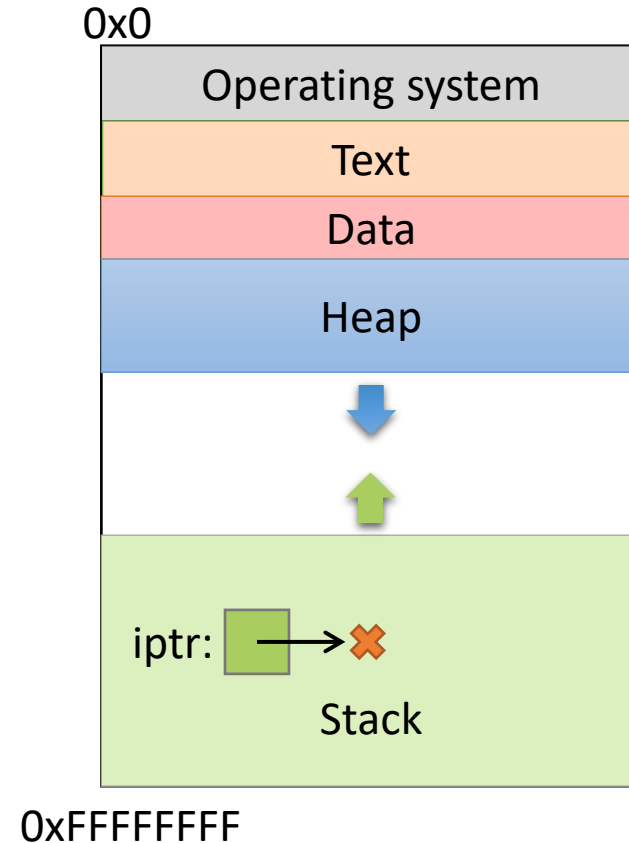 0x0
Operating system
Text
Data
Heap
iptr:
Stack
0xFFFFFFFF